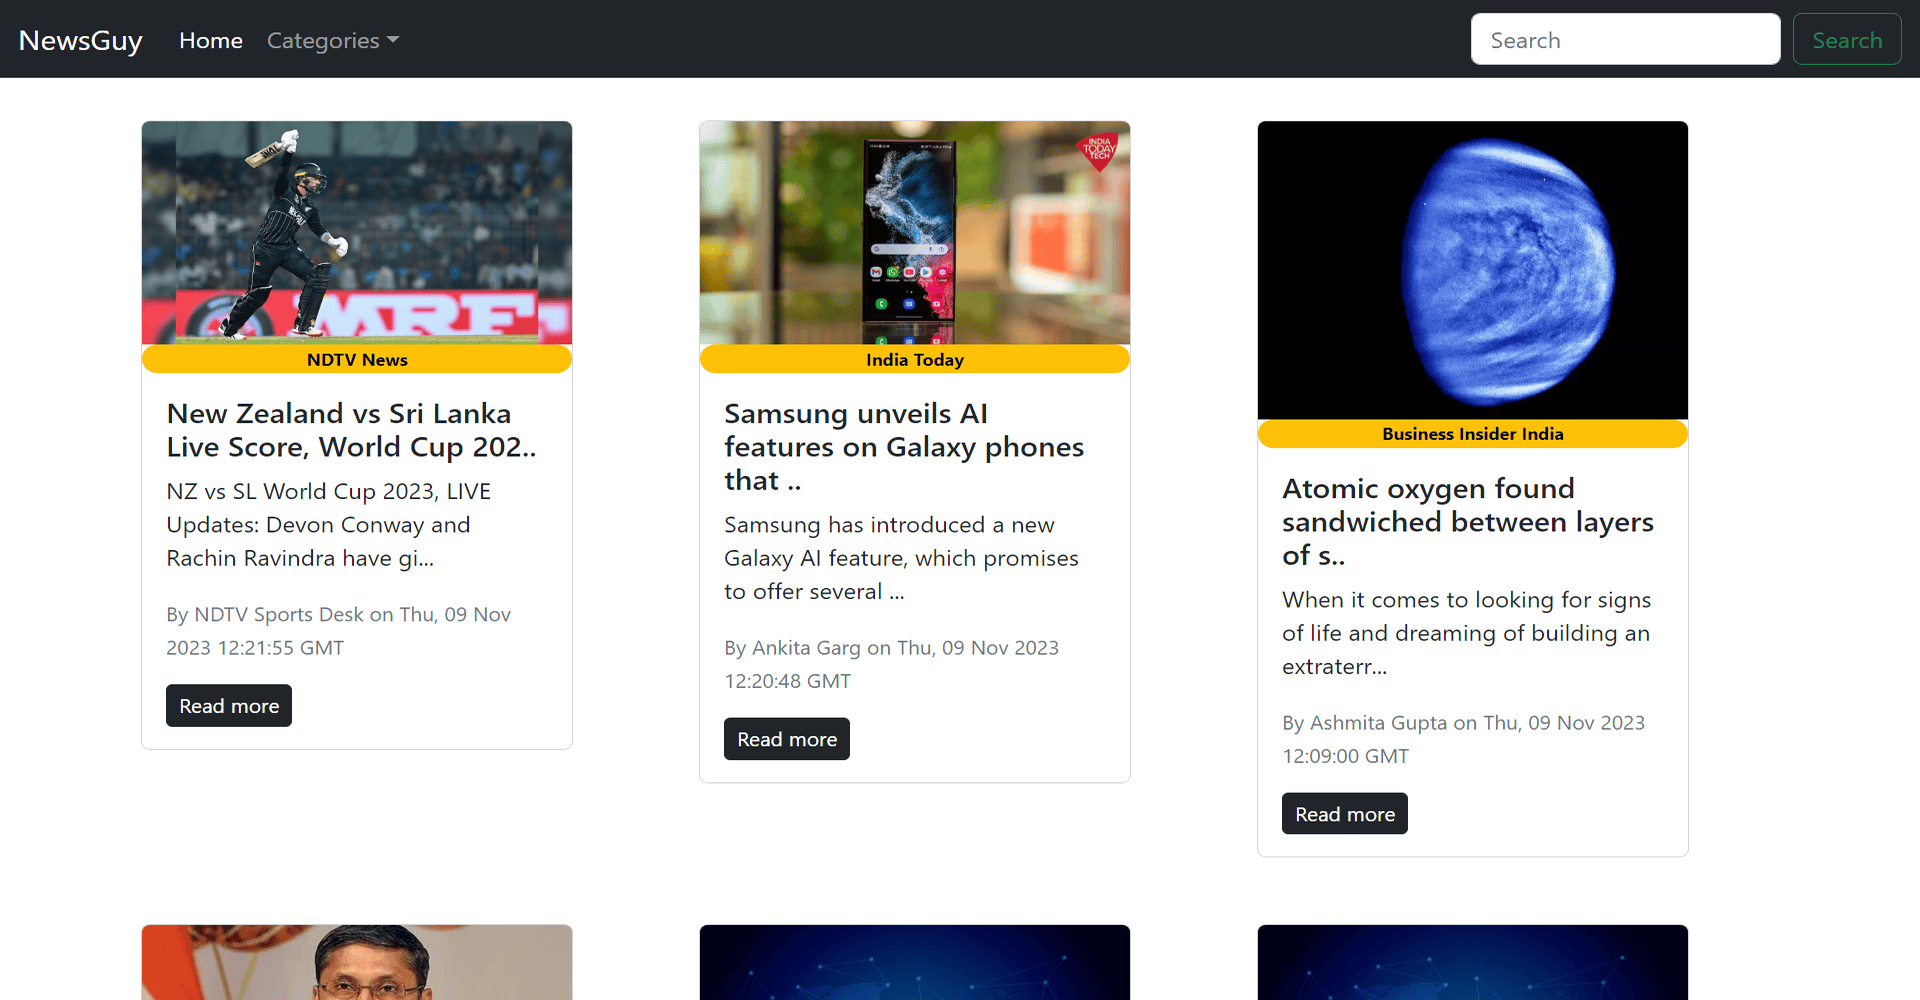 NewsGuy Home Categories Search Search
INDIA
TODAY
TECH
MRF
NDTV News
New Zealand vs Sri Lanka
Live Score, World Cup 202..
NZ vs SL World Cup 2023, LIVE
Updates: Devon Conway and
Rachin Ravindra have gi...
By NDTV Sports Desk on Thu, 09 Nov
2023 12:21:55 GMT
Read more
India Today
Samsung unveils AI
features on Galaxy phones
that ..
Samsung has introduced a new
Galaxy AI feature, which promises
to offer several ...
By Ankita Garg on Thu, 09 Nov 2023
12:20:48 GMT
Read more
Business Insider India
Atomic oxygen found
sandwiched between layers
of s..
When it comes to looking for signs
of life and dreaming of building an
extraterr...
By Ashmita Gupta on Thu, 09 Nov 2023
12:09:00 GMT
Read more